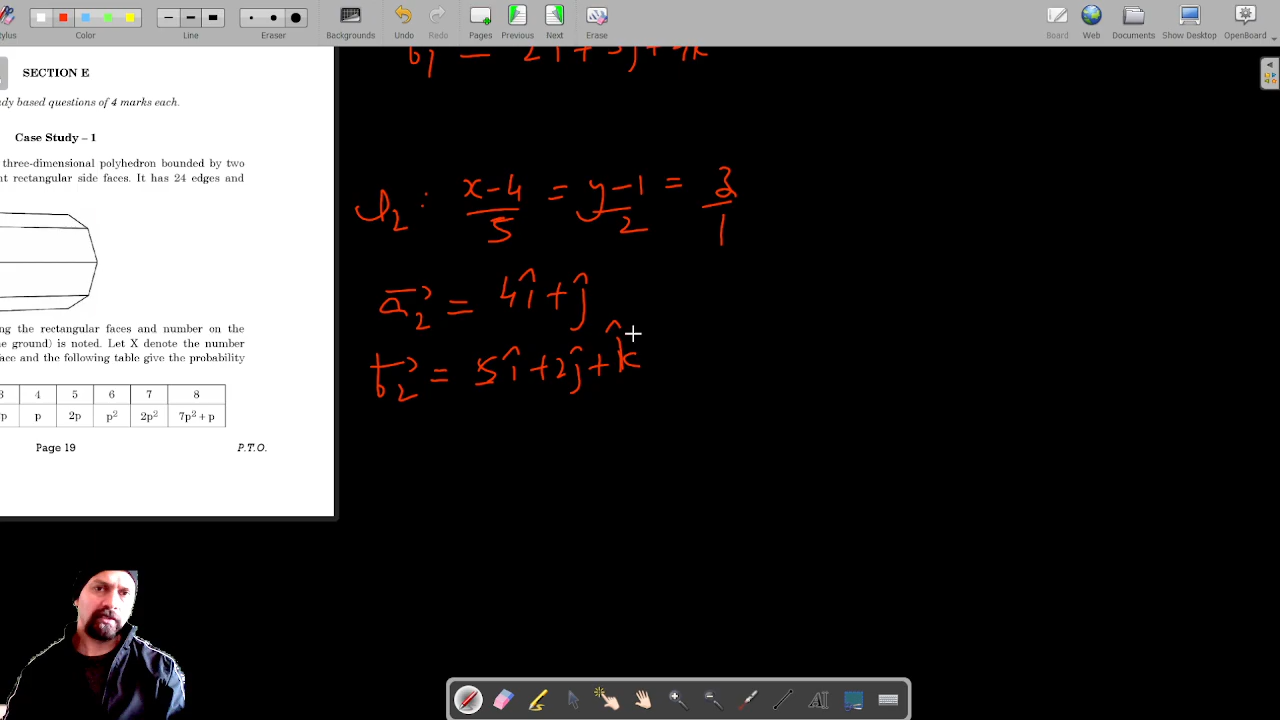 Stylus
Color
Line
Eraser
Backgrounds
Undo
Redo
Pages
Previous
Next
Erase
Board
Web
Documents
Show Desktop
OpenBoard
SECTION E
dy based questions of 4 marks each.
Case Study – 1
three-dimensional polyhedron bounded by two
nt rectangular side faces. It has 24 edges and
ng the rectangular faces and number on the
e ground) is noted. Let X denote the number
face and the following table give the probability
3 4 5 6 7 8
p p 2p p² 2p² 7p² + p
Page 19
P.T.O.
l₂ : x-4/5 = y-1/2 = z/1
a⃗₂ = 4î + ĵ
b⃗₂ = 5î + 2ĵ + k̂